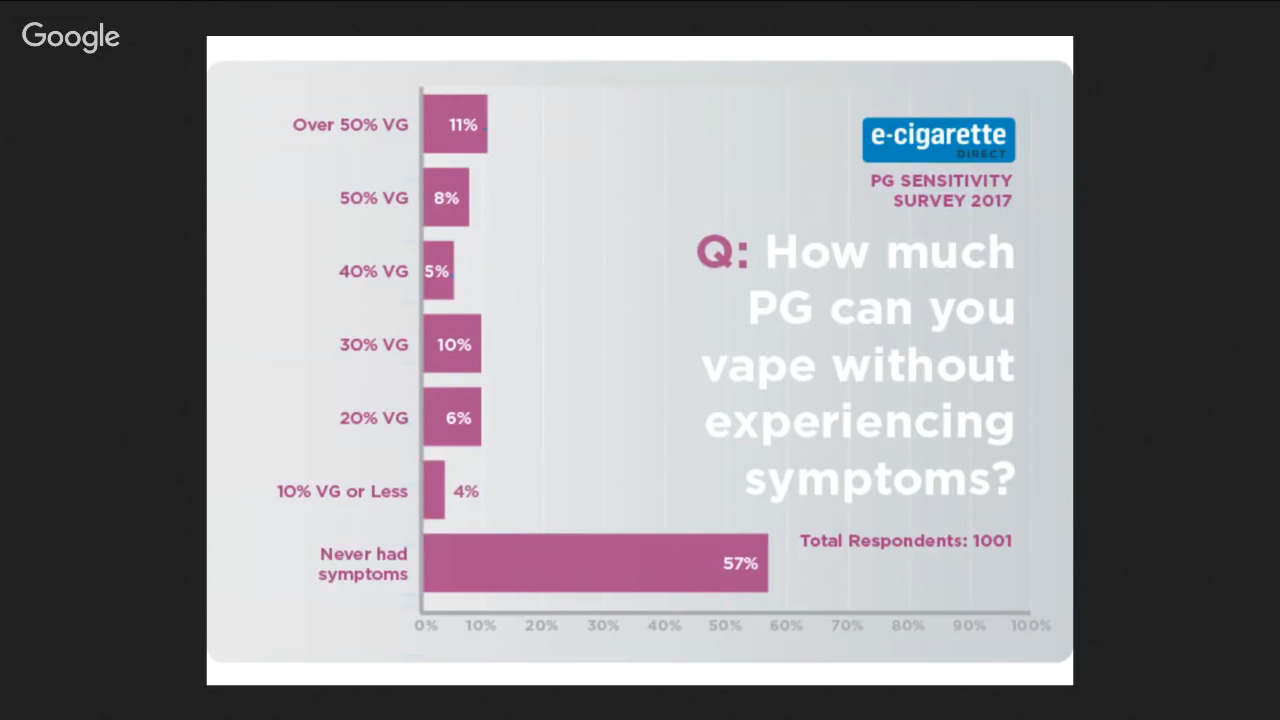 Google
Over 50% VG
11%
50% VG
8%
40% VG
5%
30% VG
10%
20% VG
6%
10% VG or Less
4%
Never had
symptoms
57%
0% 10% 20% 30% 40% 50% 60% 70% 80% 90% 100%
e-cigarette
DIRECT
PG SENSITIVITY
SURVEY 2017
Q: How much
PG can you
vape without
experiencing
symptoms?
Total Respondents: 1001